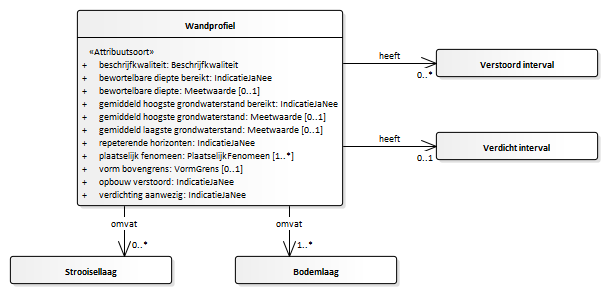 Wandprofiel
«Attribuutsoort»
+ beschrijfkwaliteit: Beschrijfkwaliteit
+ bewortelbare diepte bereikt: IndicatieJaNee
+ bewortelbare diepte: Meetwaarde [0..1]
+ gemiddeld hoogste grondwaterstand bereikt: IndicatieJaNee
+ gemiddeld hoogste grondwaterstand: Meetwaarde [0..1]
+ gemiddeld laagste grondwaterstand: Meetwaarde [0..1]
+ repeterende horizonten: IndicatieJaNee
+ plaatselijk fenomeen: PlaatselijkFenomeen [1..*]
+ vorm bovengrens: VormGrens [0..1]
+ opbouw verstoord: IndicatieJaNee
+ verdichting aanwezig: IndicatieJaNee
heeft
0..*
Verstoord interval
heeft
0..1
Verdicht interval
omvat
0..*
Strooisellaag
omvat
1..*
Bodemlaag